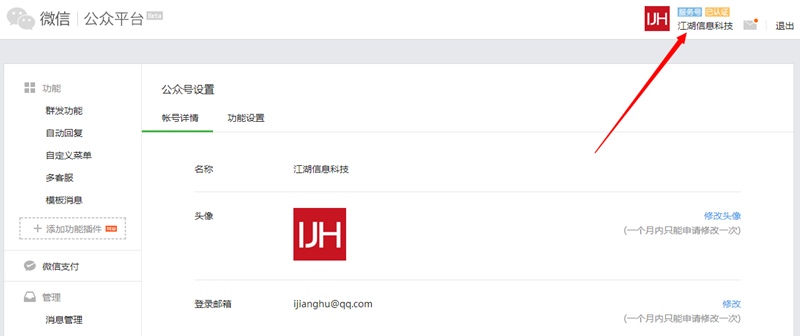 微信 | 公众平台 Beta
服务号 已认证
江湖信息科技
退出
功能
群发功能
自动回复
自定义菜单
多客服
模板消息
+ 添加功能插件 new
微信支付
管理
消息管理
公众号设置
帐号详情 功能设置
名称 江湖信息科技
头像 IJH 修改头像
(一个月内只能申请修改一次)
登录邮箱 ijianghu@qq.com 修改
(一个月内只能申请修改一次)